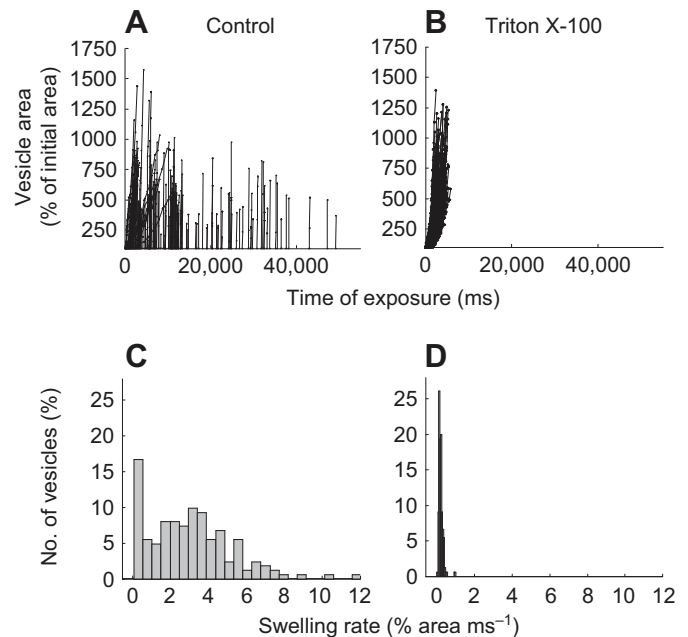 A Control
B Triton X-100
Vesicle area
(% of initial area)
1750
1500
1250
1000
750
500
250
0 20,000 40,000
1750
1500
1250
1000
750
500
250
0 20,000 40,000
Time of exposure (ms)
C
D
No. of vesicles (%)
25
20
15
10
5
0
0 2 4 6 8 10 12
25
20
15
10
5
0
0 2 4 6 8 10 12
Swelling rate (% area ms⁻¹)